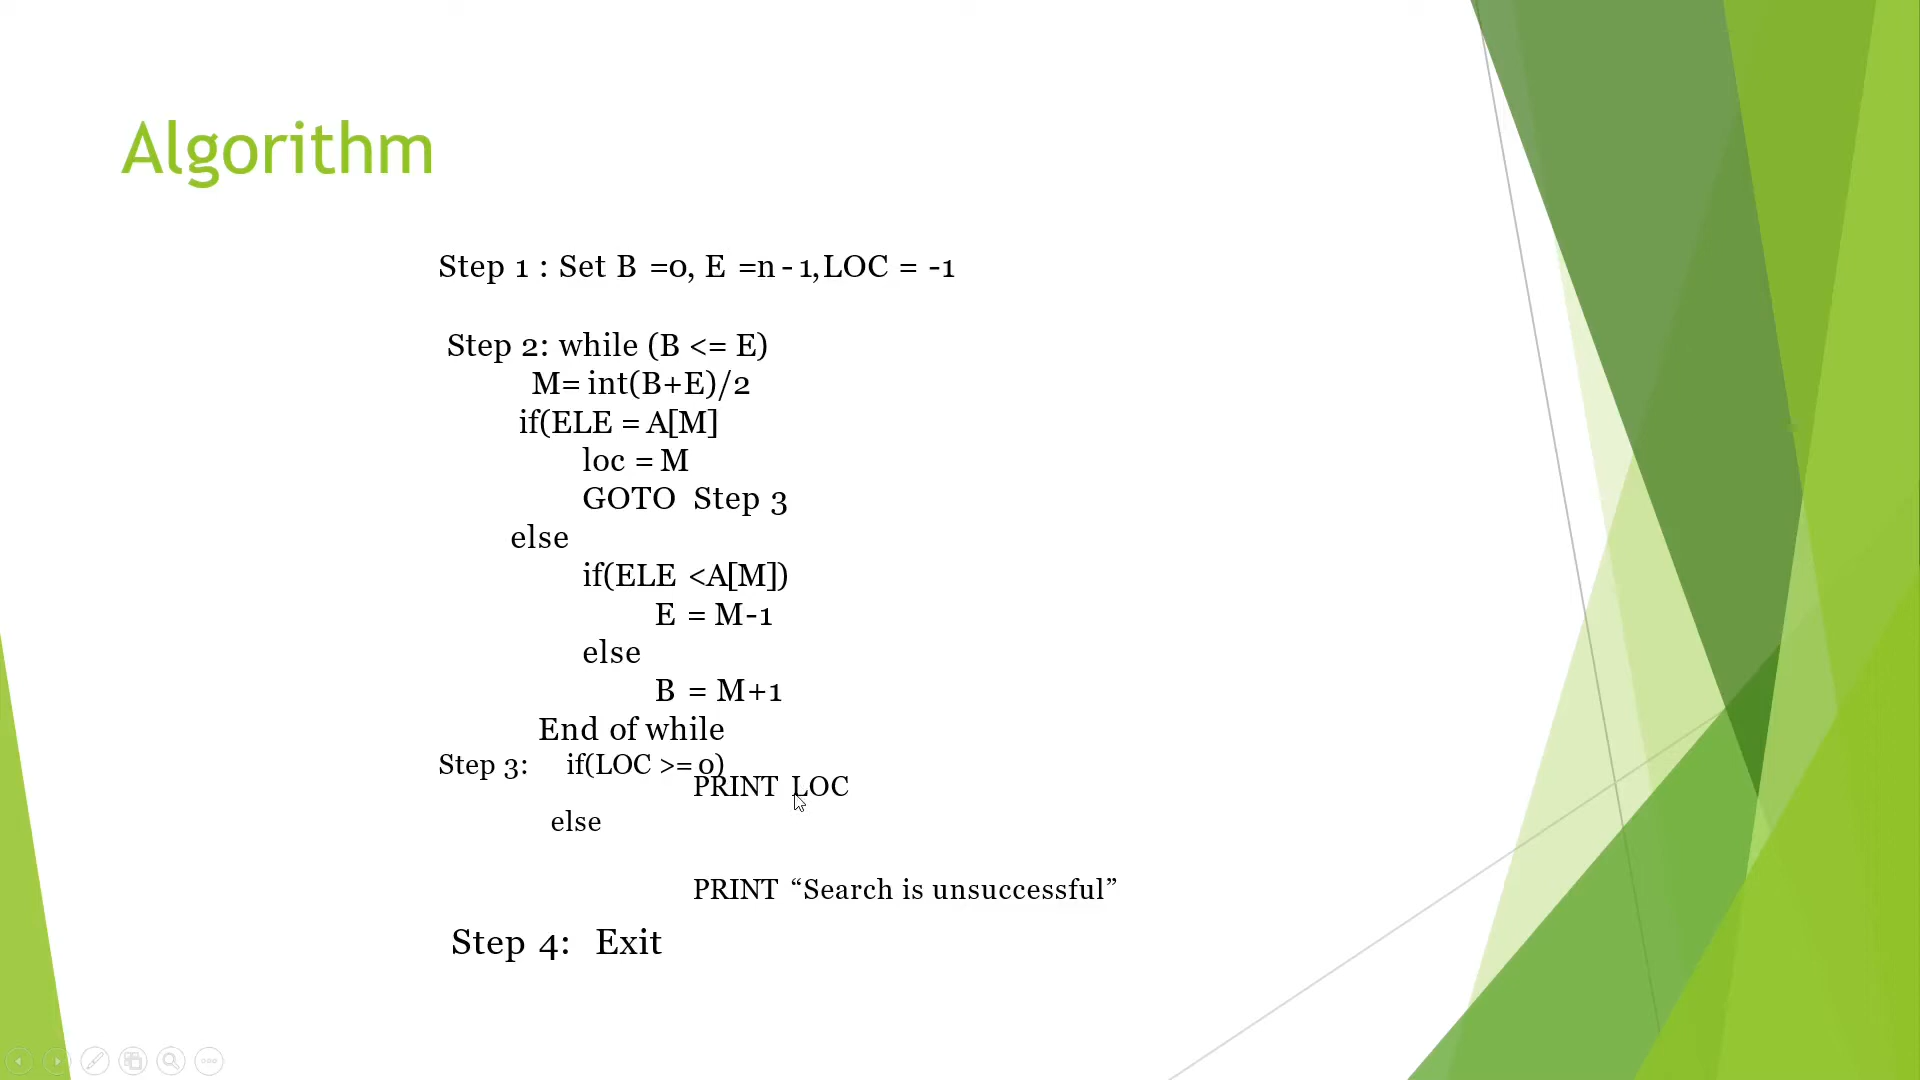 Algorithm
Step 1 : Set B =0, E =n - 1,LOC = -1
Step 2: while (B <= E)
M= int(B+E)/2
if(ELE = A[M]
loc = M
GOTO Step 3
else
if(ELE <A[M])
E = M-1
else
B = M+1
End of while
Step 3: if(LOC >= 0)
PRINT LOC
else
PRINT “Search is unsuccessful”
Step 4: Exit